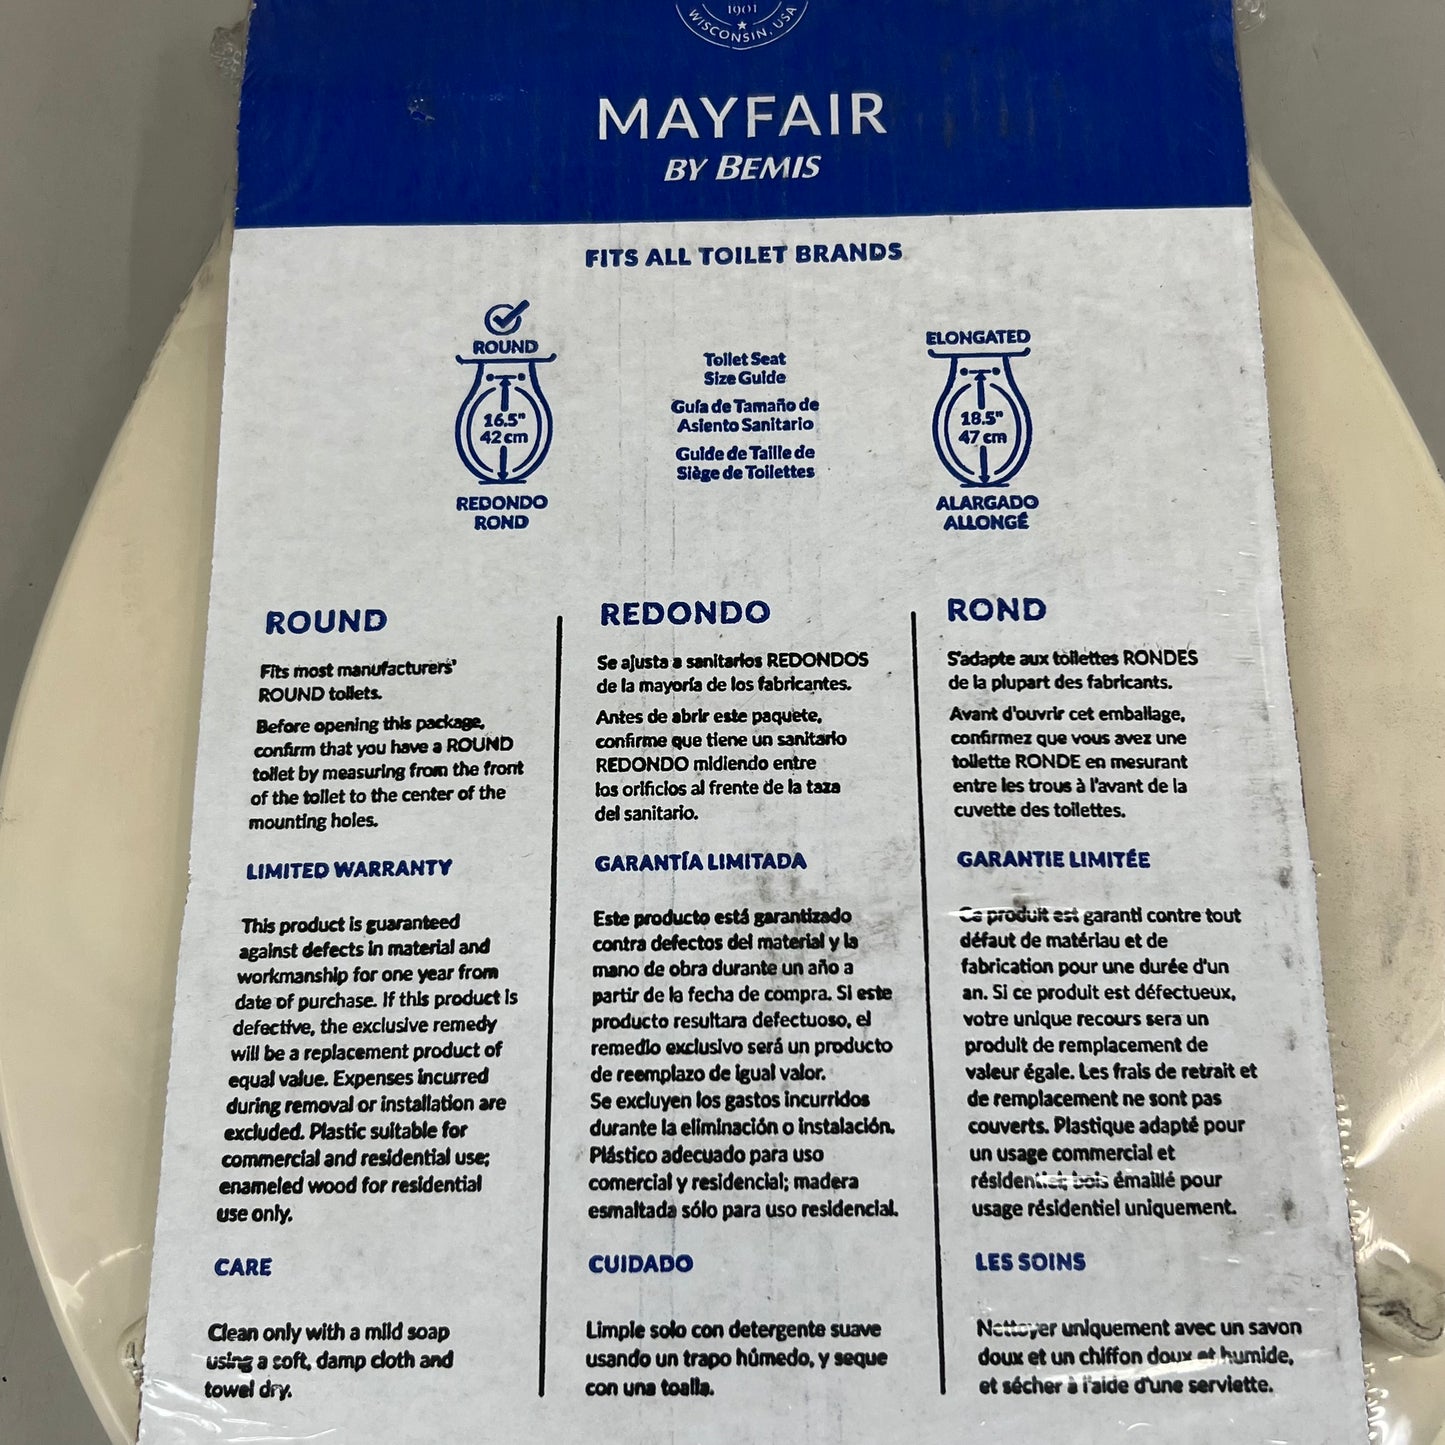 1901
WISCONSIN, USA
MAYFAIR
BY BEMIS
FITS ALL TOILET BRANDS
ROUND
16.5"
42 cm
REDONDO
ROND
Toilet Seat
Size Guide
Guía de Tamaño de
Asiento Sanitario
Guide de Taille de
Siège de Toilettes
ELONGATED
18.5"
47 cm
ALARGADO
ALLONGÉ
ROUND
Fits most manufacturers'
ROUND toilets.
Before opening this package,
confirm that you have a ROUND
toilet by measuring from the front
of the toilet to the center of the
mounting holes.
LIMITED WARRANTY
This product is guaranteed
against defects in material and
workmanship for one year from
date of purchase. If this product is
defective, the exclusive remedy
will be a replacement product of
equal value. Expenses incurred
during removal or installation are
excluded. Plastic suitable for
commercial and residential use;
enameled wood for residential
use only.
CARE
Clean only with a mild soap
using a soft, damp cloth and
towel dry.
REDONDO
Se ajusta a sanitarios REDONDOS
de la mayoría de los fabricantes.
Antes de abrir este paquete,
confirme que tiene un sanitario
REDONDO midiendo entre
los orificios al frente de la taza
del sanitario.
GARANTÍA LIMITADA
Este producto está garantizado
contra defectos del material y la
mano de obra durante un año a
partir de la fecha de compra. Si este
producto resultara defectuoso, el
remedio exclusivo será un producto
de reemplazo de igual valor.
Se excluyen los gastos incurridos
durante la eliminación o instalación.
Plástico adecuado para uso
comercial y residencial; madera
esmaltada sólo para uso residencial.
CUIDADO
Limpie solo con detergente suave
usando un trapo húmedo, y seque
con una toalla.
ROND
S'adapte aux toilettes RONDES
de la plupart des fabricants.
Avant d'ouvrir cet emballage,
confirmez que vous avez une
toilette RONDE en mesurant
entre les trous à l'avant de la
cuvette des toilettes.
GARANTIE LIMITÉE
Ce produit est garanti contre tout
défaut de matériau et de
fabrication pour une durée d'un
an. Si ce produit est défectueux,
votre unique recours sera un
produit de remplacement de
valeur égale. Les frais de retrait et
de remplacement ne sont pas
couverts. Plastique adapté pour
un usage commercial et
résidentiel; bois émaillé pour
usage résidentiel uniquement.
LES SOINS
Nettoyer uniquement avec un savon
doux et un chiffon doux et humide,
et sécher à l'aide d'une serviette.